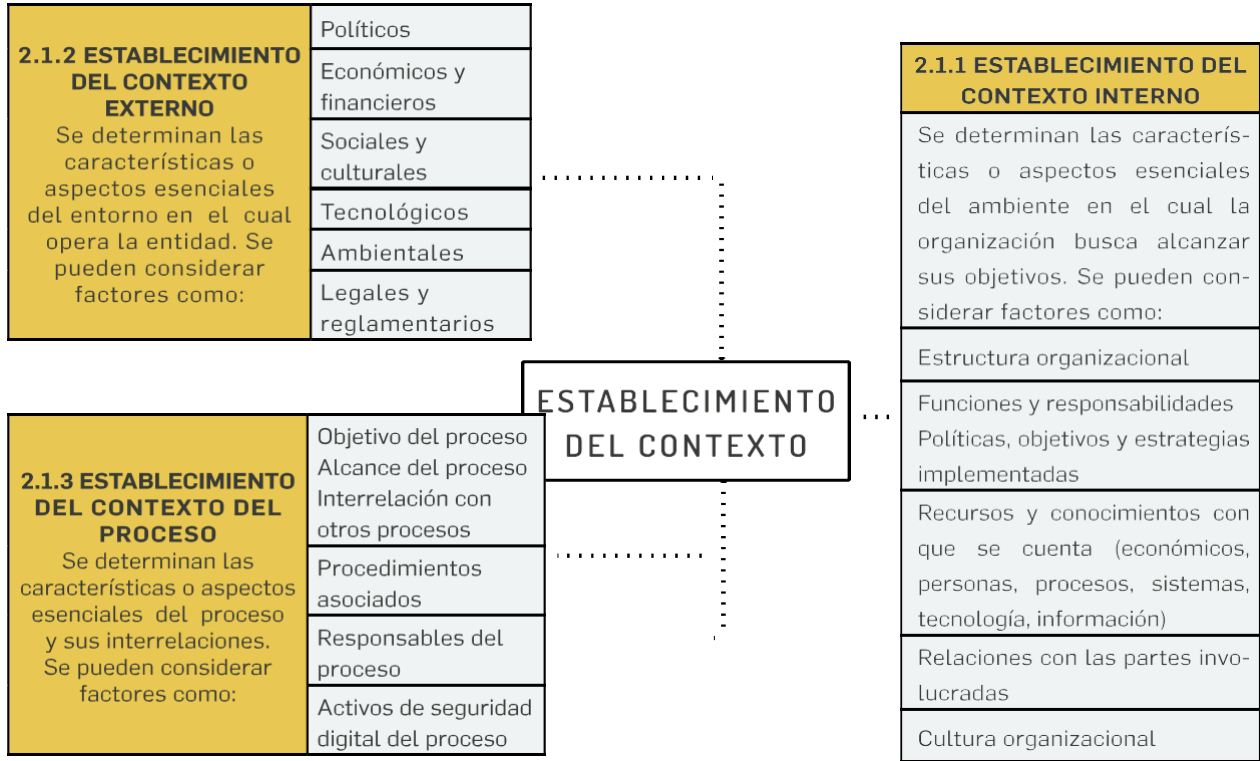 2.1.2 ESTABLECIMIENTO
DEL CONTEXTO
EXTERNO
Se determinan las
características o
aspectos esenciales
del entorno en el cual
opera la entidad. Se
pueden considerar
factores como:
Políticos
Económicos y
financieros
Sociales y
culturales
Tecnológicos
Ambientales
Legales y
reglamentarios
ESTABLECIMIENTO
DEL CONTEXTO
2.1.3 ESTABLECIMIENTO
DEL CONTEXTO DEL
PROCESO
Se determinan las
características o aspectos
esenciales del proceso
y sus interrelaciones.
Se pueden considerar
factores como:
Objetivo del proceso
Alcance del proceso
Interrelación con
otros procesos
Procedimientos
asociados
Responsables del
proceso
Activos de seguridad
digital del proceso
2.1.1 ESTABLECIMIENTO DEL
CONTEXTO INTERNO
Se determinan las caracterís-
ticas o aspectos esenciales
del ambiente en el cual la
organización busca alcanzar
sus objetivos. Se pueden con-
siderar factores como:
Estructura organizacional
Funciones y responsabilidades
Políticas, objetivos y estrategias
implementadas
Recursos y conocimientos con
que se cuenta (económicos,
personas, procesos, sistemas,
tecnología, información)
Relaciones con las partes invo-
lucradas
Cultura organizacional